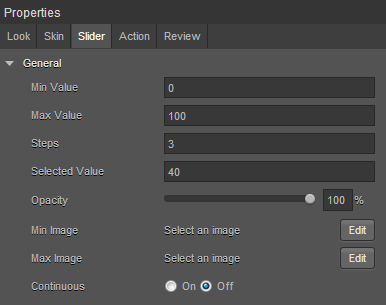 Properties
Look Skin Slider Action Review
General
Min Value 0
Max Value 100
Steps 3
Selected Value 40
Opacity 100 %
Min Image Select an image Edit
Max Image Select an image Edit
Continuous On Off